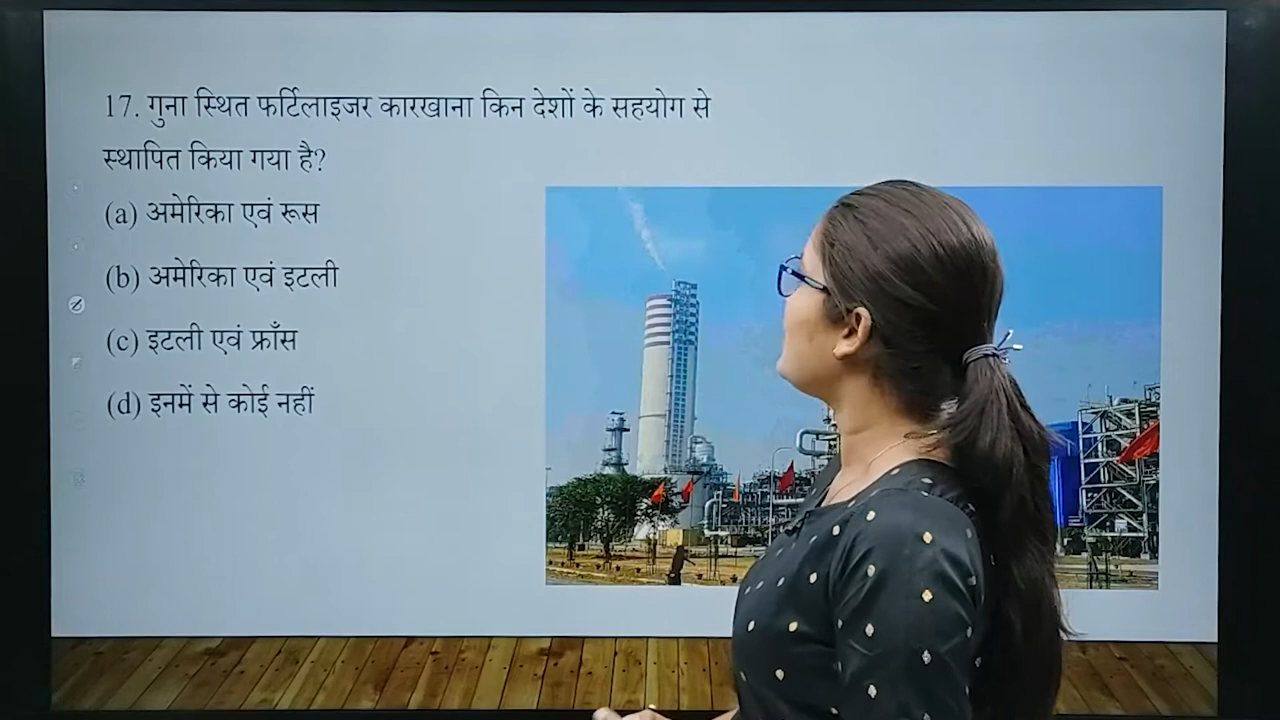 17. गुना स्थित फर्टिलाइजर कारखाना किन देशों के सहयोग से
स्थापित किया गया है?
(a) अमेरिका एवं रूस
(b) अमेरिका एवं इटली
(c) इटली एवं फ्राँस
(d) इनमें से कोई नहीं